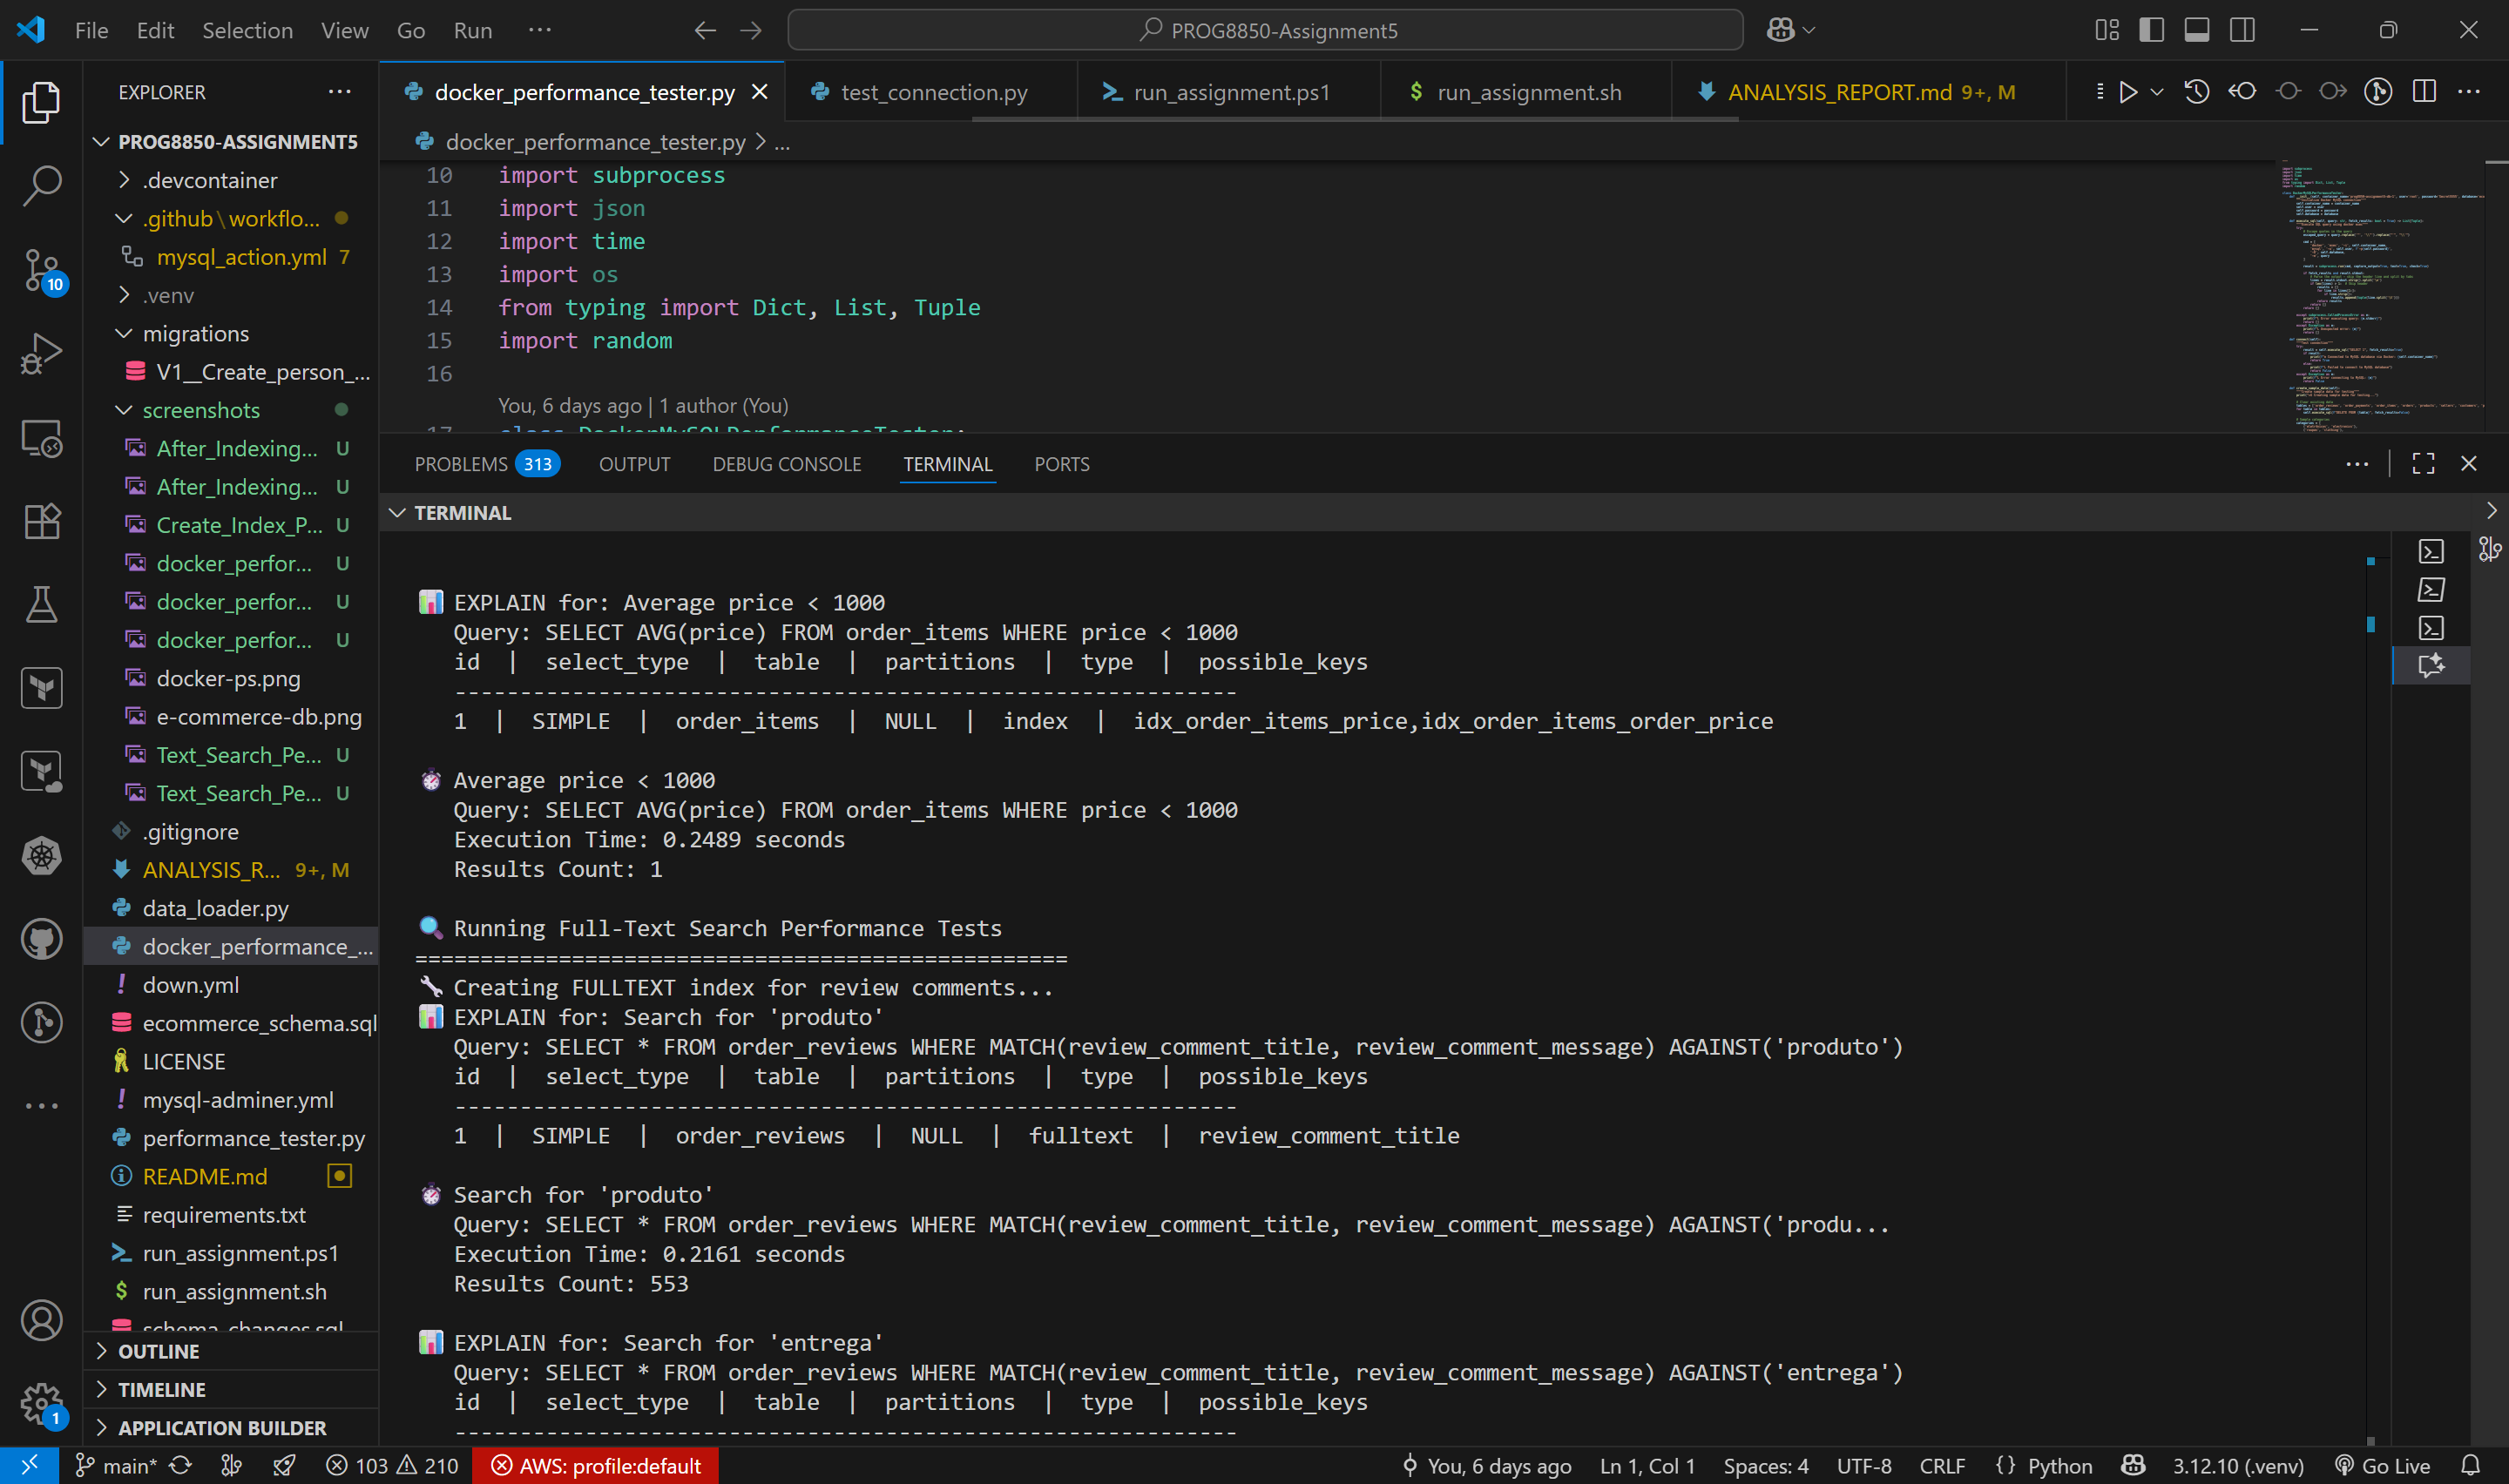 File Edit Selection View Go Run ···
PROG8850-Assignment5
EXPLORER ···
PROG8850-ASSIGNMENT5
.devcontainer
.github\workflo...
mysql_action.yml 7
.venv
migrations
V1__Create_person_...
screenshots
After_Indexing... U
After_Indexing... U
Create_Index_P... U
docker_perfor... U
docker_perfor... U
docker_perfor... U
docker-ps.png
e-commerce-db.png
Text_Search_Pe... U
Text_Search_Pe... U
.gitignore
ANALYSIS_R... 9+, M
data_loader.py
docker_performance_...
down.yml
ecommerce_schema.sql
LICENSE
mysql-adminer.yml
performance_tester.py
README.md
requirements.txt
run_assignment.ps1
run_assignment.sh
schema_changes.sql
OUTLINE
TIMELINE
APPLICATION BUILDER
10
1
docker_performance_tester.py
test_connection.py
run_assignment.ps1
run_assignment.sh
ANALYSIS_REPORT.md 9+, M
docker_performance_tester.py > ...
10 import subprocess
11 import json
12 import time
13 import os
14 from typing import Dict, List, Tuple
15 import random
16
You, 6 days ago | 1 author (You)
17 class DockerMySQLPerformanceTester:
PROBLEMS 313 OUTPUT DEBUG CONSOLE TERMINAL PORTS
TERMINAL
📊 EXPLAIN for: Average price < 1000
Query: SELECT AVG(price) FROM order_items WHERE price < 1000
id | select_type | table | partitions | type | possible_keys
------------------------------------------------------------
1 | SIMPLE | order_items | NULL | index | idx_order_items_price,idx_order_items_order_price
⏱ Average price < 1000
Query: SELECT AVG(price) FROM order_items WHERE price < 1000
Execution Time: 0.2489 seconds
Results Count: 1
🔍 Running Full-Text Search Performance Tests
==================================================
🔧 Creating FULLTEXT index for review comments...
📊 EXPLAIN for: Search for 'produto'
Query: SELECT * FROM order_reviews WHERE MATCH(review_comment_title, review_comment_message) AGAINST('produto')
id | select_type | table | partitions | type | possible_keys
------------------------------------------------------------
1 | SIMPLE | order_reviews | NULL | fulltext | review_comment_title
⏱ Search for 'produto'
Query: SELECT * FROM order_reviews WHERE MATCH(review_comment_title, review_comment_message) AGAINST('produ...
Execution Time: 0.2161 seconds
Results Count: 553
📊 EXPLAIN for: Search for 'entrega'
Query: SELECT * FROM order_reviews WHERE MATCH(review_comment_title, review_comment_message) AGAINST('entrega')
id | select_type | table | partitions | type | possible_keys
------------------------------------------------------------
main* 103 210 AWS: profile:default You, 6 days ago Ln 1, Col 1 Spaces: 4 UTF-8 CRLF {} Python 3.12.10 (.venv) Go Live